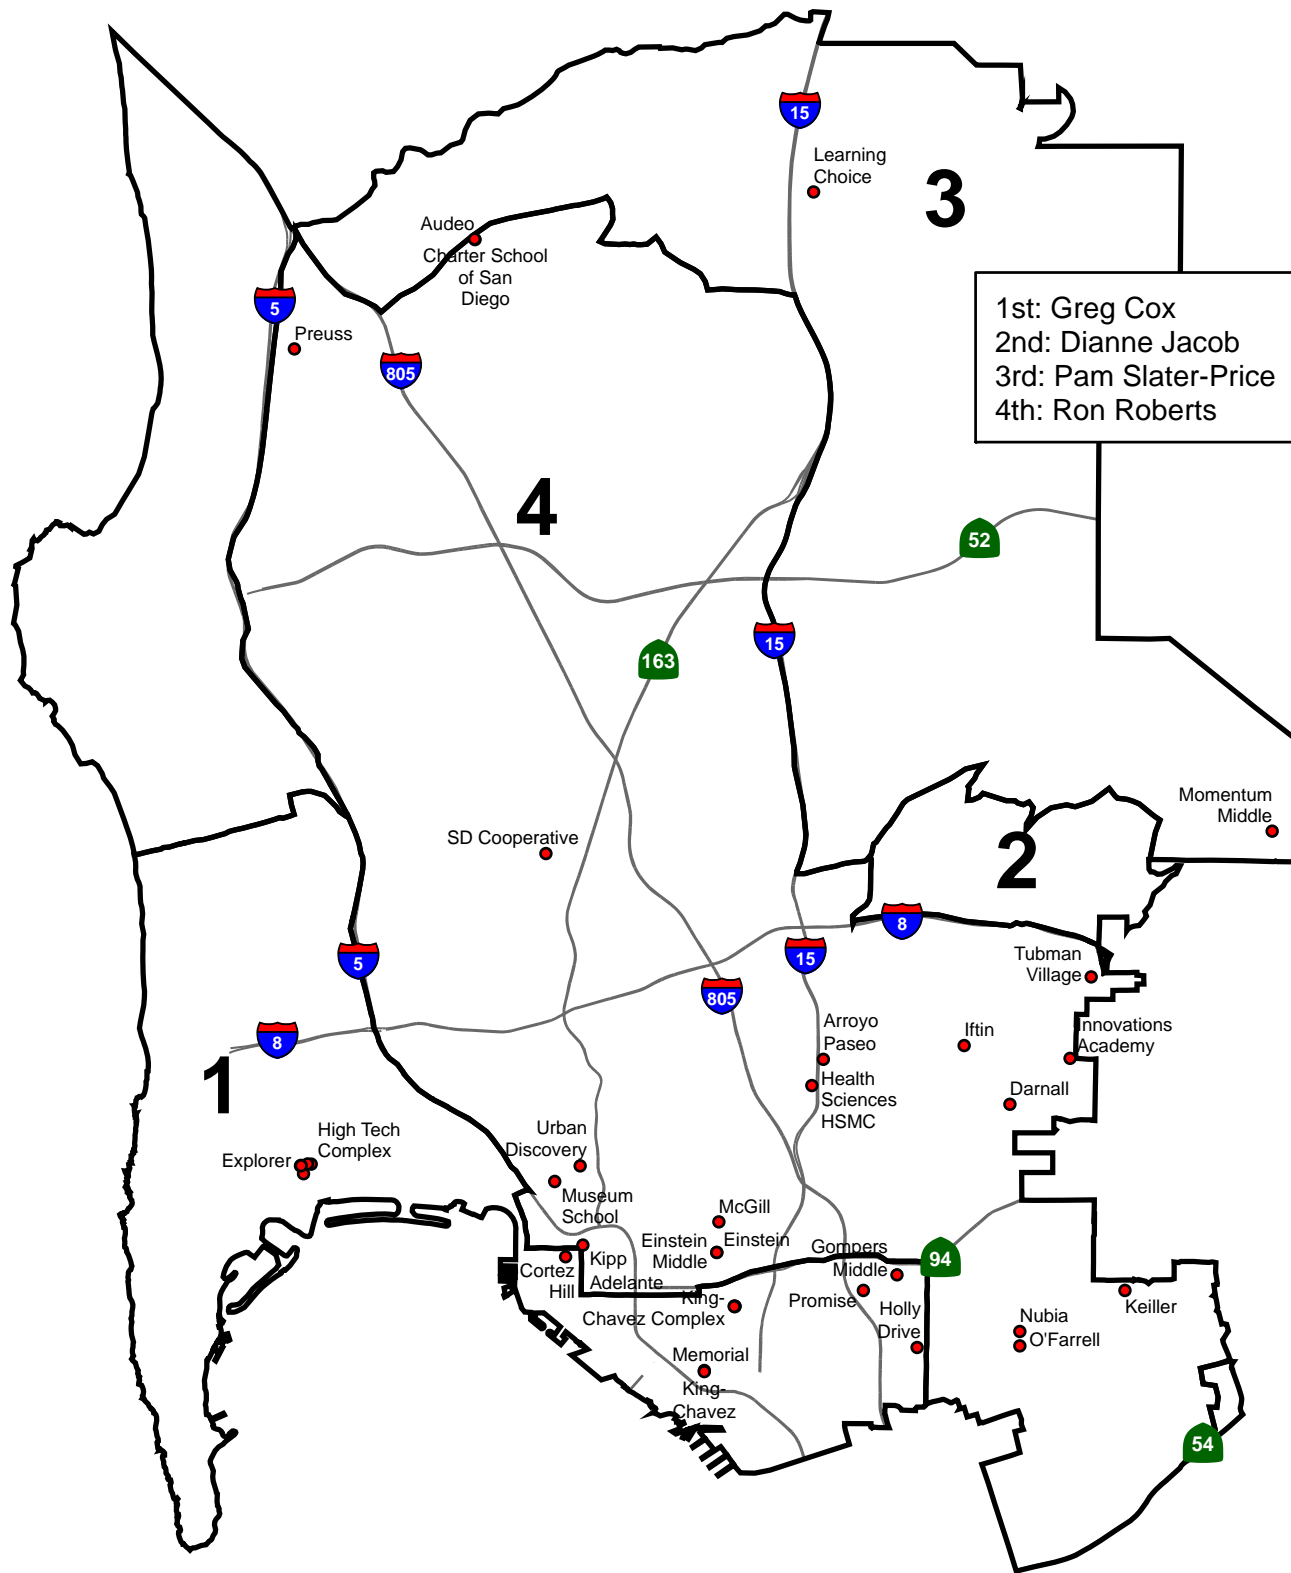 15
Learning
Choice
3
Audeo
Charter School
of San
Diego
5
Preuss
805
1st: Greg Cox
2nd: Dianne Jacob
3rd: Pam Slater-Price
4th: Ron Roberts
4
52
15
163
Momentum
Middle
SD Cooperative
2
8
5
15
Tubman
Village
805
8
1
Arroyo
Paseo
Iftin
Innovations
Academy
Health
Sciences
HSMC
Darnall
High Tech
Complex
Explorer
Urban
Discovery
Museum
School
McGill
Einstein
Middle
Einstein
Gompers
Middle
94
Kipp
Adelante
Cortez
Hill
King-
Chavez Complex
Promise
Holly
Drive
Keiller
Nubia
O'Farrell
Memorial
King-
Chavez
54